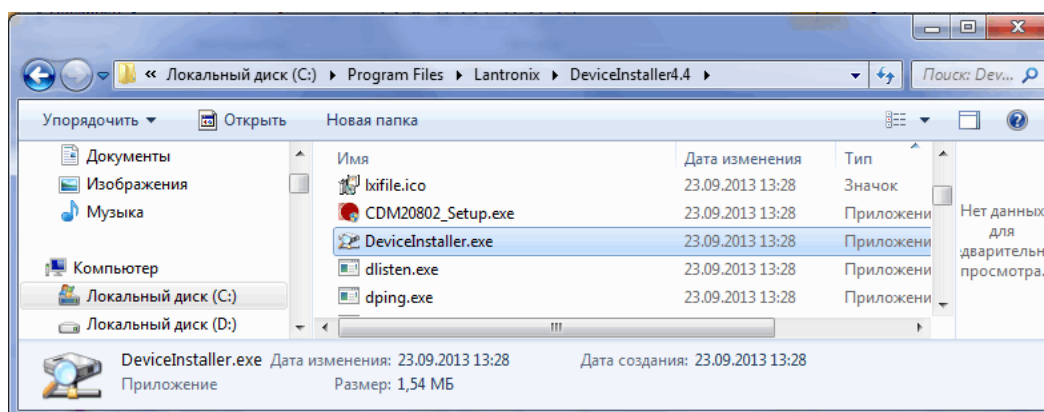 « Локальный диск (C:) ▸ Program Files ▸ Lantronix ▸ DeviceInstaller4.4 ▸ Поиск: Dev...
Упорядочить Открыть Новая папка
Документы
Изображения
Музыка
Компьютер
Локальный диск (C:)
Локальный диск (D:)
Имя Дата изменения Тип
lxifile.ico 23.09.2013 13:28 Значок
CDM20802_Setup.exe 23.09.2013 13:28 Приложени
DeviceInstaller.exe 23.09.2013 13:28 Приложени
dlisten.exe 23.09.2013 13:28 Приложени
dping.exe 23.09.2013 13:28 Приложени
Нет данных
для
дварительн
просмотра.
DeviceInstaller.exe Дата изменения: 23.09.2013 13:28 Дата создания: 23.09.2013 13:28
Приложение Размер: 1,54 МБ